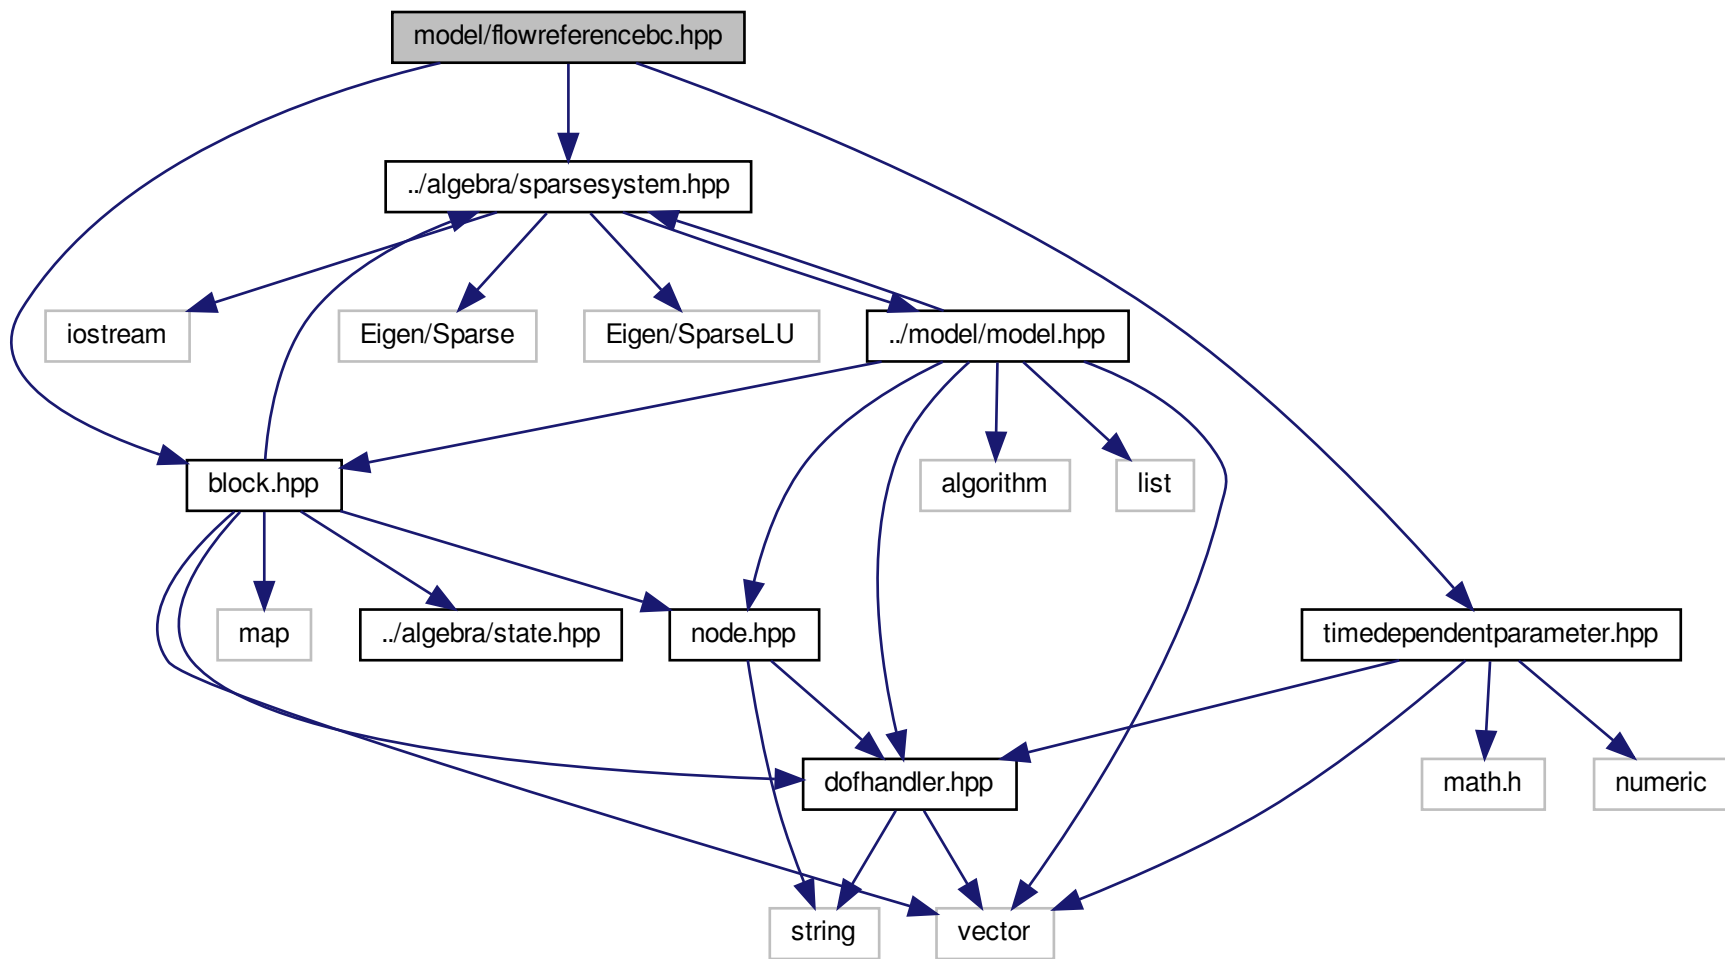 model/flowreferencebc.hpp
../algebra/sparsesystem.hpp
iostream
Eigen/Sparse
Eigen/SparseLU
../model/model.hpp
block.hpp
algorithm
list
map
../algebra/state.hpp
node.hpp
timedependentparameter.hpp
dofhandler.hpp
math.h
numeric
string
vector